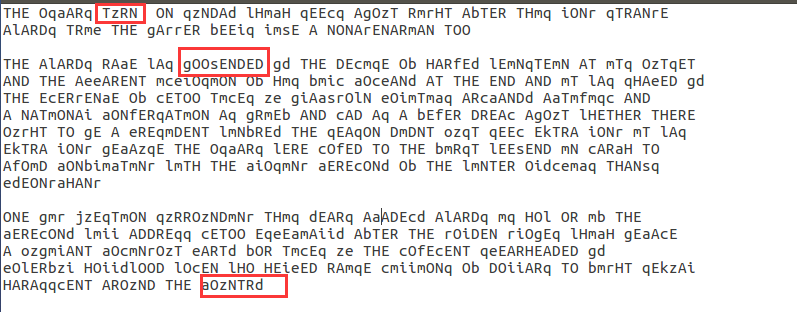 THE OqaARq TzRN  ON qzNDAd lHmaH qEEcq AgOzT RmrHT AbTER THmq iONr qTRANrE
AlARDq TRme THE gArrER bEEiq imsE A NONArENARmAN TOO
THE AlARDq RAaE lAq gOOsENDED gd THE DEcmqE Ob HARfEd lEmNqTEmN AT mTq OzTqET
AND THE AeeARENT mceiOqmON Ob Hmq bmic aOceANd AT THE END AND mT lAq qHAeED gd
THE EcERrENaE Ob cETOO TmcEq ze giAasrOlN eOimTmaq ARcaANDd AaTmfmqc AND
A NATmONAi aONfERqATmON Aq gRmEb AND cAD Aq A bEfER DREAc AgOzT lHETHER THERE
OzrHT TO gE A eREqmDENT lmNbREd THE qEAqON DmDNT ozqT qEEc EkTRA iONr mT lAq
EkTRA iONr gEaAzqE THE OqaARq lERE cOfED TO THE bmRqT lEEsEND mN cARaH TO
AfOmD aONbimaTmNr lmTH THE aiOqmNr aEREcONd Ob THE lmNTER Oidcemaq THANsq
edEONraHANr
ONE gmr jzEqTmON qzRROzNDmNr THmq dEARq AaADEcd AlARDq mq HOl OR mb THE
aEREcONd lmii ADDREqq cETOO EqeEamAiid AbTER THE rOiDEN riOgEq lHmaH gEaAcE
A ozgmiANT aOcmNrOzT eARTd bOR TmcEq ze THE cOfEcENT qeEARHEADED gd
eOlERbzi HOiidlOOD lOcEN lHO HEieED RAmqE cmiimONq Ob DOiiARq TO bmrHT qEkzAi
HARAqqcENT AROzND THE aOzNTRd